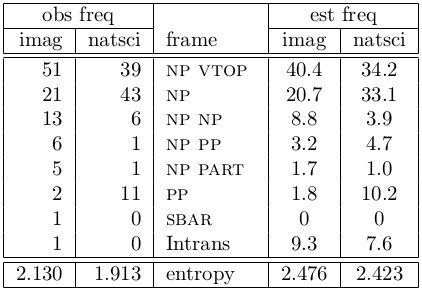 obs freq est freq
imag natsci frame imag natsci
51 39 NP VTOP 40.4 34.2
21 43 NP 20.7 33.1
13 6 NP NP 8.8 3.9
6 1 NP PP 3.2 4.7
5 1 NP PART 1.7 1.0
2 11 PP 1.8 10.2
1 0 SBAR 0 0
1 0 Intrans 9.3 7.6
2.130 1.913 entropy 2.476 2.423